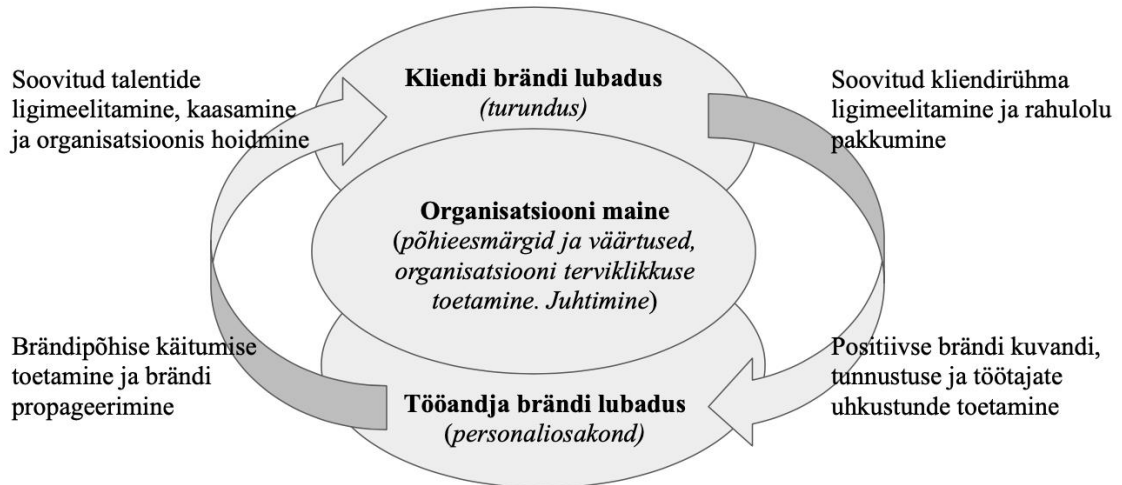 Soovitud talentide
ligimeelitamine, kaasamine
ja organisatsioonis hoidmine
Kliendi brändi lubadus
(turundus)
Soovitud kliendirühma
ligimeelitamine ja rahulolu
pakkumine
Organisatsiooni maine
(põhieesmärgid ja väärtused,
organisatsiooni terviklikkuse
toetamine. Juhtimine)
Brändipõhise käitumise
toetamine ja brändi
propageerimine
Tööandja brändi lubadus
(personaliosakond)
Positiivse brändi kuvandi,
tunnustuse ja töötajate
uhkustunde toetamine